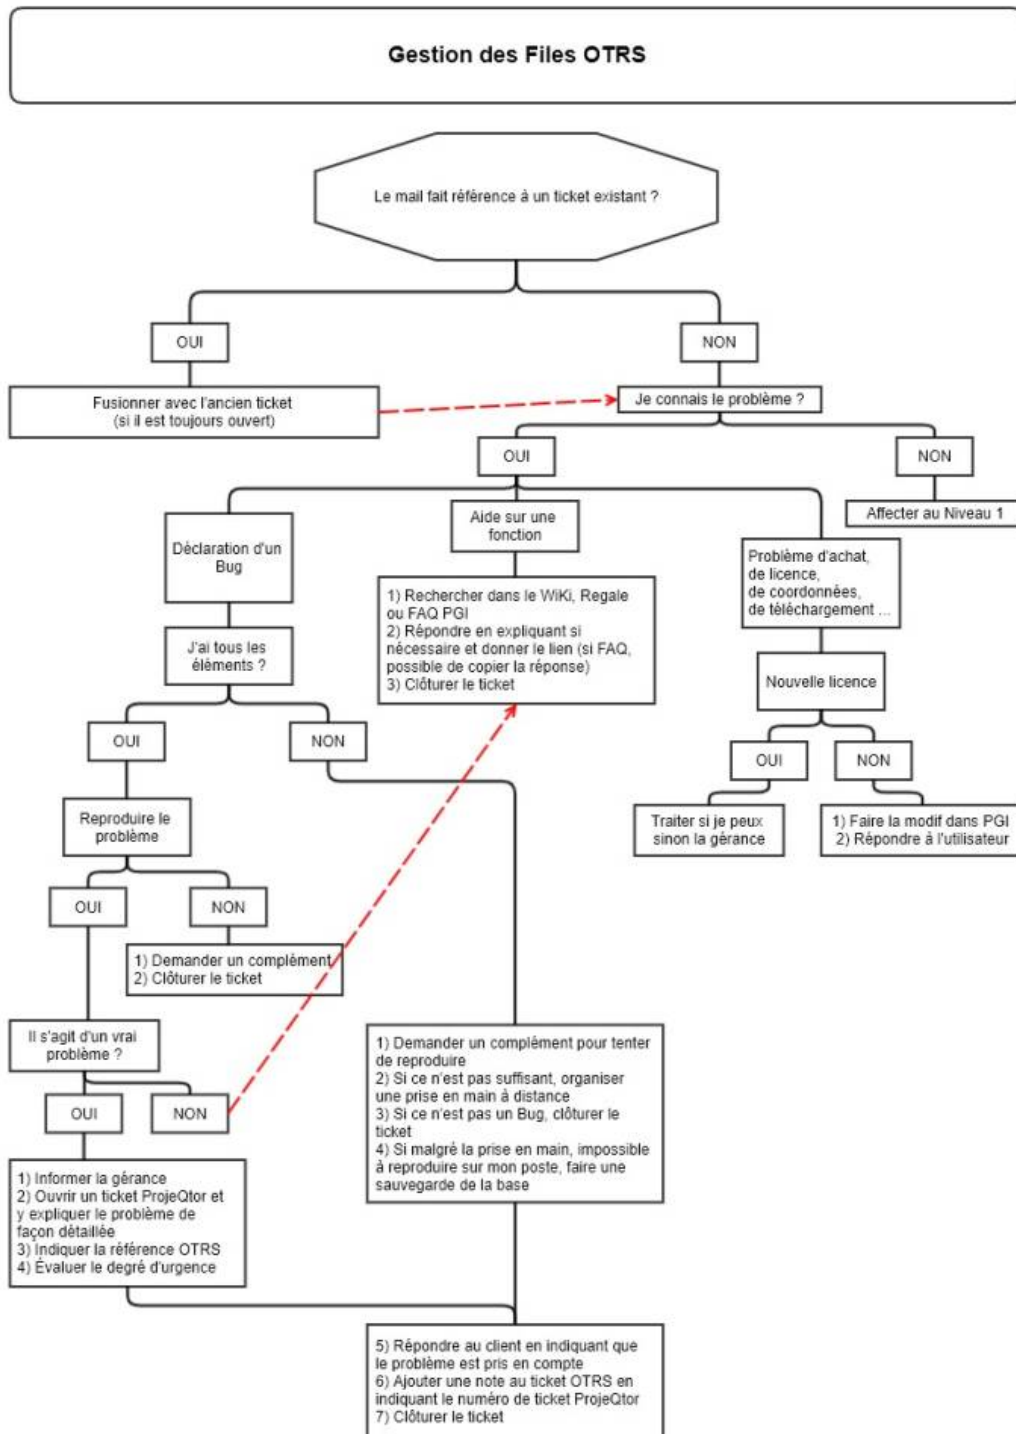 Gestion des Files OTRS
Le mail fait référence à un ticket existant ?
OUI
NON
Fusionner avec l'ancien ticket
(si il est toujours ouvert)
Je connais le problème ?
OUI
NON
Affecter au Niveau 1
Déclaration d'un
Bug
Aide sur une
fonction
Problème d'achat,
de licence,
de coordonnées,
de téléchargement ...
1) Rechercher dans le WiKi, Regale
ou FAQ PGI
2) Répondre en expliquant si
nécessaire et donner le lien (si FAQ,
possible de copier la réponse)
3) Clôturer le ticket
J'ai tous les
éléments ?
Nouvelle licence
OUI
NON
OUI
NON
Reproduire le
problème
Traiter si je peux
sinon la gérance
1) Faire la modif dans PGI
2) Répondre à l'utilisateur
OUI
NON
1) Demander un complément
2) Clôturer le ticket
Il s'agit d'un vrai
problème ?
OUI
NON
1) Demander un complément pour tenter
de reproduire
2) Si ce n'est pas suffisant, organiser
une prise en main à distance
3) Si ce n'est pas un Bug, clôturer le
ticket
4) Si malgré la prise en main, impossible
à reproduire sur mon poste, faire une
sauvegarde de la base
1) Informer la gérance
2) Ouvrir un ticket ProjeQtor et
y expliquer le problème de
façon détaillée
3) Indiquer la référence OTRS
4) Évaluer le degré d'urgence
5) Répondre au client en indiquant que
le problème est pris en compte
6) Ajouter une note au ticket OTRS en
indiquant le numéro de ticket ProjeQtor
7) Clôturer le ticket